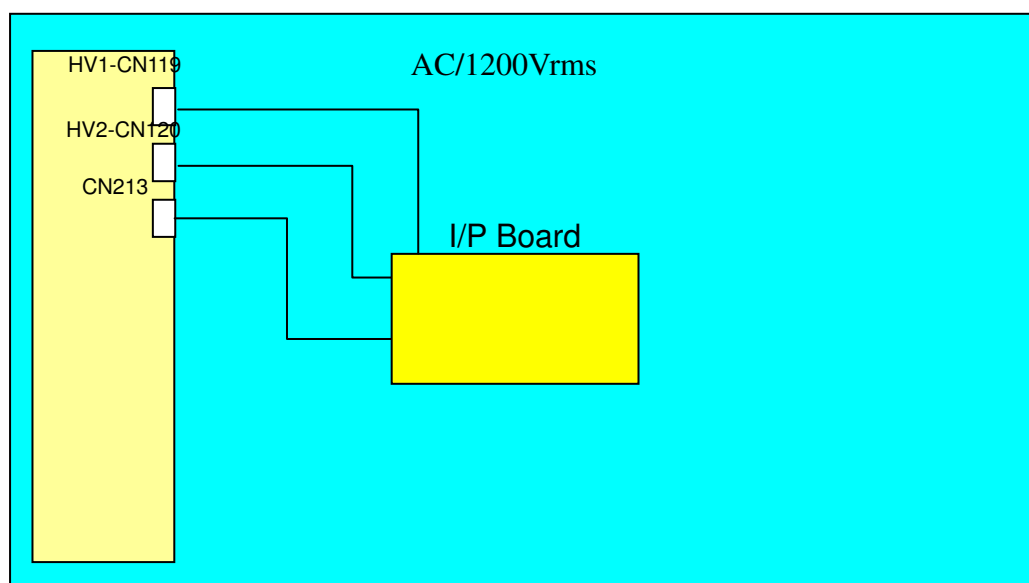 HV1-CN119
AC/1200Vrms
HV2-CN120
CN213
I/P Board